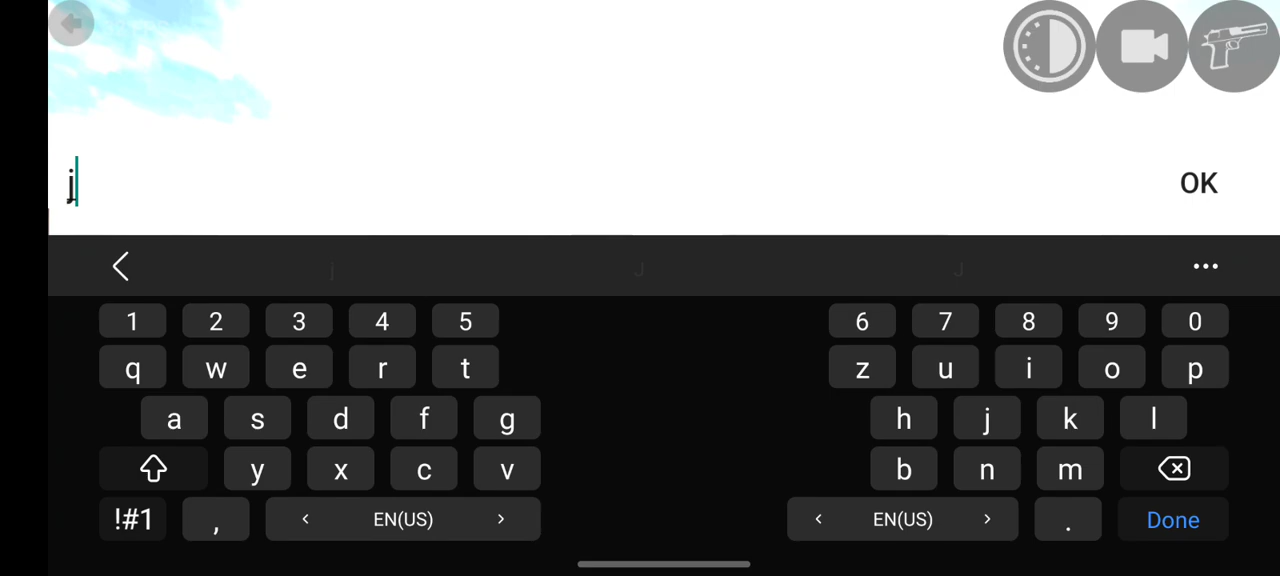 j
OK
j J J
1 2 3 4 5 6 7 8 9 0
q w e r t z u i o p
a s d f g h j k l
y x c v b n m
!#1 , < EN(US) > < EN(US) > . Done